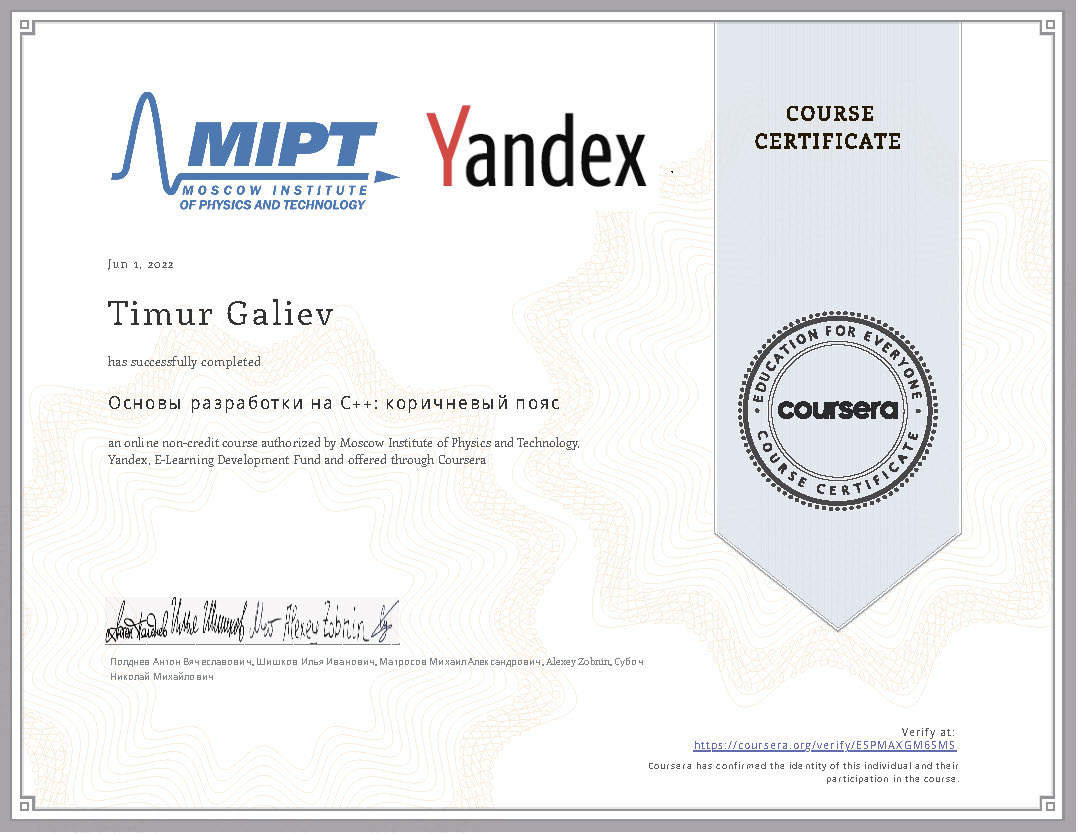 MIPT
MOSCOW INSTITUTE
OF PHYSICS AND TECHNOLOGY
Yandex
COURSE
CERTIFICATE
Jun 1, 2022
Timur Galiev
has successfully completed
Основы разработки на C++: коричневый пояс
an online non-credit course authorized by Moscow Institute of Physics and Technology,
Yandex, E-Learning Development Fund and offered through Coursera
EDUCATION FOR EVERYONE
coursera
COURSE CERTIFICATE
Alexey Zobnin
Полднев Антон Вячеславович, Шишков Илья Иванович, Матросов Михаил Александрович, Alexey Zobnin, Субоч
Николай Михайлович
Verify at:
https://coursera.org/verify/ESPMAXGM6SMS
Coursera has confirmed the identity of this individual and their
participation in the course.